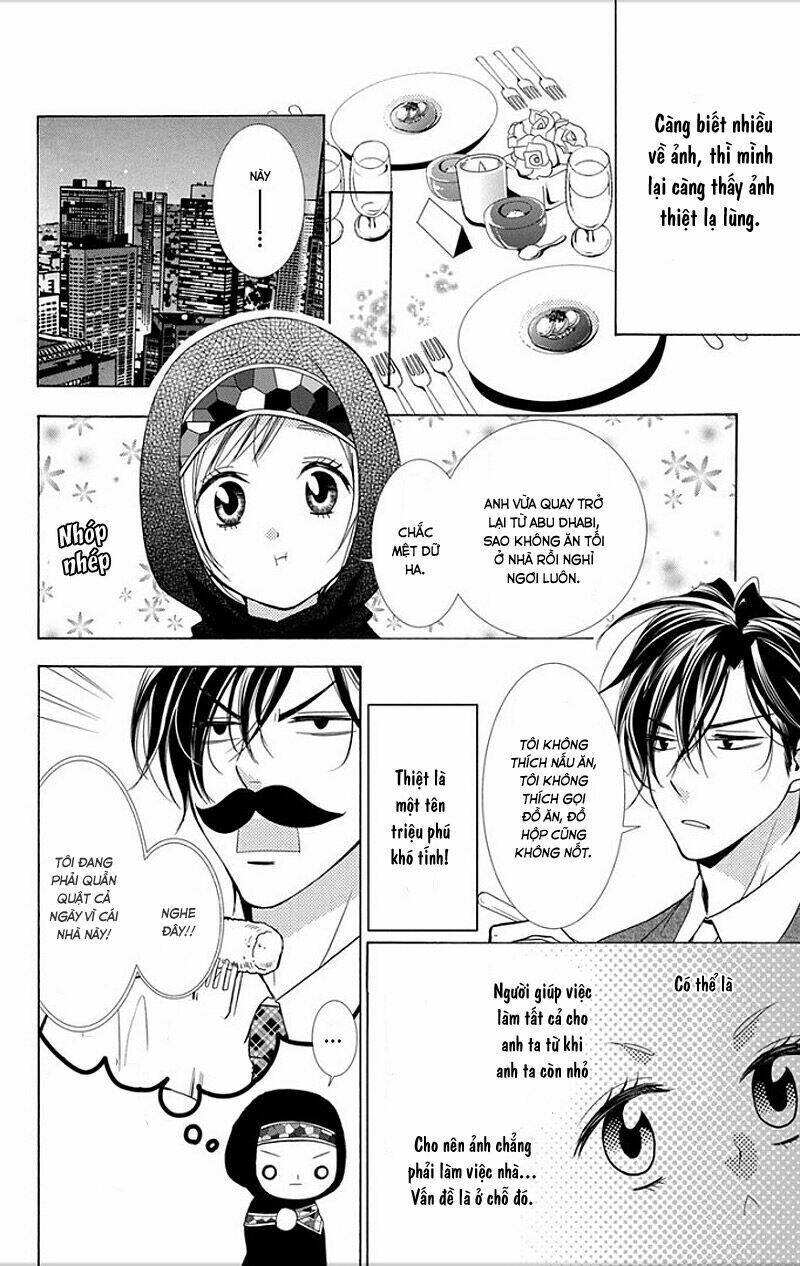 Càng biết nhiều
về ảnh, thì mình
lại càng thấy ảnh
thiệt lạ lùng.
NÀY
ANH VỪA QUAY TRỞ
LẠI TỪ ABU DHABI,
SAO KHÔNG ĂN TỐI
Ở NHÀ RỒI NGHỈ
NGƠI LUÔN.
CHẮC
MỆT DỮ
HA.
Nhóp
nhép
TÔI KHÔNG
THÍCH NẤU ĂN,
TÔI KHÔNG
THÍCH GỌI
ĐỒ ĂN, ĐỒ
HỘP CŨNG
KHÔNG NỐT.
Thiệt là
một tên
triệu phú
khó tính!
NGHE
ĐÂY!!
TÔI ĐANG
PHẢI QUẦN
QUẬT CẢ
NGÀY VÌ CÁI
NHÀ NÀY!
...
Có thể là
Người giúp việc
làm tất cả cho
anh ta từ khi
anh ta còn nhỏ
Cho nên ảnh chẳng
phải làm việc nhà...
Vấn đề là ở chỗ đó.